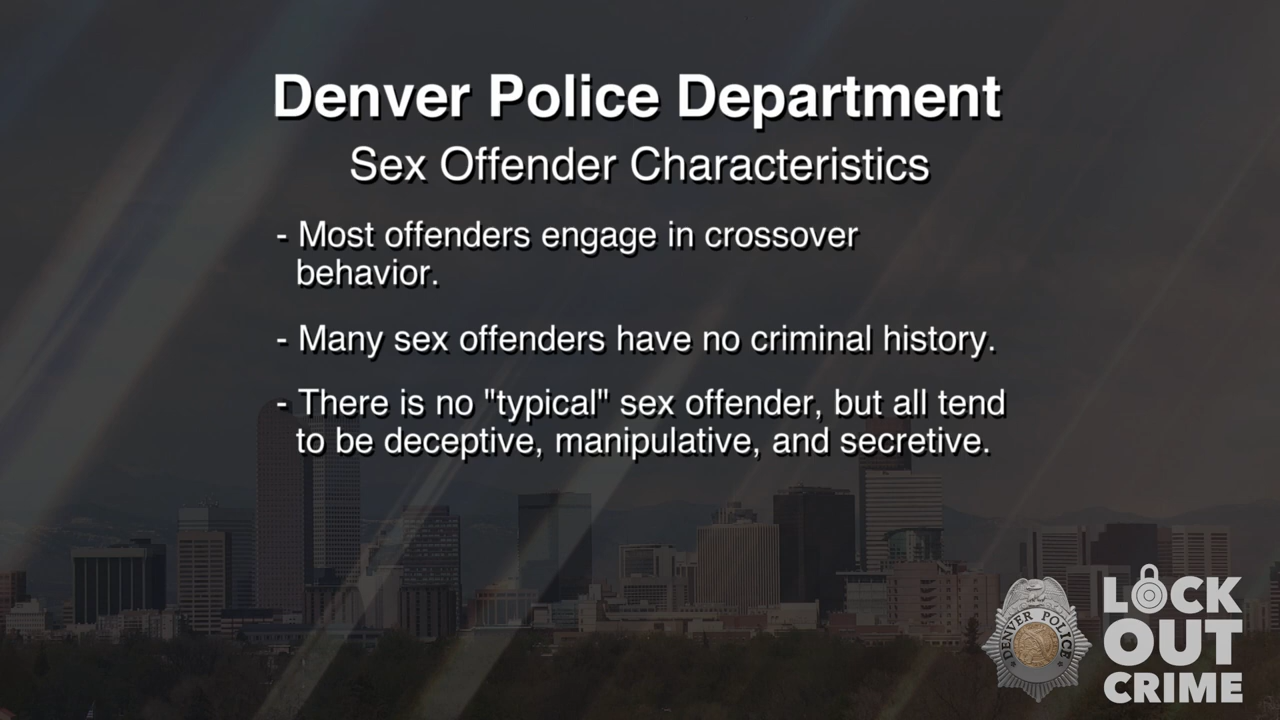 Denver Police Department
Sex Offender Characteristics
- Most offenders engage in crossover
behavior.
- Many sex offenders have no criminal history.
- There is no "typical" sex offender, but all tend
to be deceptive, manipulative, and secretive.
DENVER POLICE
LOCK
OUT
CRIME